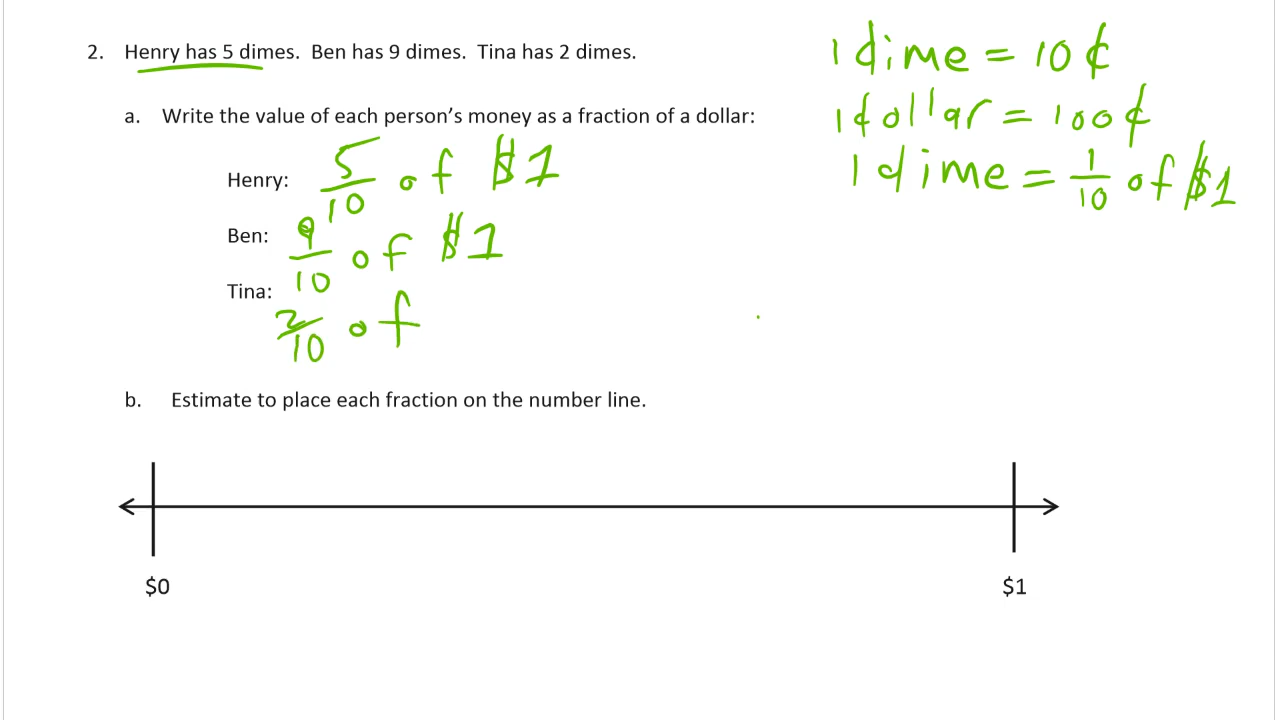 2. Henry has 5 dimes. Ben has 9 dimes. Tina has 2 dimes.
1 dime = 10 ¢
a. Write the value of each person's money as a fraction of a dollar:
1 dollar = 100 ¢
1 dime = 1/10 of $1
Henry: 5/10 of $1
Ben: 9/10 of $1
Tina: 2/10 of
b. Estimate to place each fraction on the number line.
$0 $1